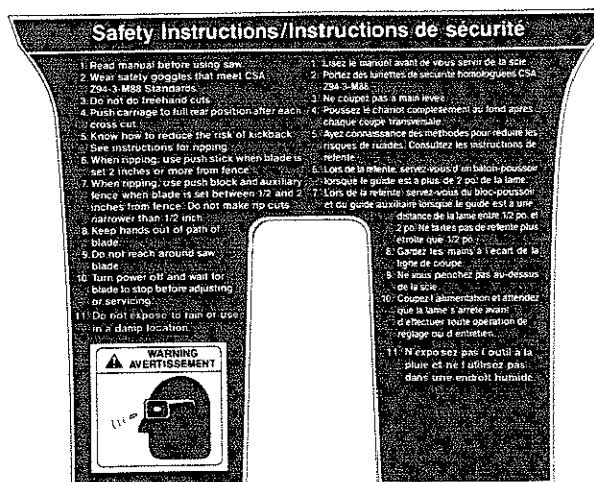 Safety Instructions/Instructions de sécurité
1. Read manual before using saw.
2. Wear safety goggles that meet CSA
Z94-3-M88 Standards.
3. Do not do freehand cuts.
4. Push carriage to full rear position after each
cross cut.
5. Know how to reduce the risk of kickback.
See instructions for ripping.
6. When ripping, use push stick when blade is
set 2 inches or more from fence.
7. When ripping, use push block and auxiliary
fence when blade is set between 1/2 and 2
inches from fence. Do not make rip cuts
narrower than 1/2 inch.
8. Keep hands out of path of
blade.
9. Do not reach around saw
blade.
10. Turn power off and wait for
blade to stop before adjusting
or servicing.
11. Do not expose to rain or use
in a damp location.
WARNING
AVERTISSEMENT
1. Lisez le manuel avant de vous servir de la scie.
2. Portez des lunettes de sécurité homologuées CSA
Z94-3-M88.
3. Ne coupez pas à main levée.
4. Poussez le chariot complètement au fond après
chaque coupe transversale.
5. Ayez connaissance des méthodes pour réduire les
risques de ruades. Consultez les instructions de
refente.
6. Lors de la refente, servez-vous d'un bâton-poussoir
lorsque le guide est à plus de 2 po. de la lame.
7. Lors de la refente, servez-vous du bloc-poussoir
et du guide auxiliaire lorsque le guide est à une
distance de la lame entre 1/2 po. et
2 po. Ne faites pas de refente plus
étroite que 1/2 po.
8. Gardez les mains à l'écart de la
ligne de coupe.
9. Ne vous penchez pas au-dessus
de la scie.
10. Coupez l'alimentation et attendez
que la lame s'arrête avant
d'effectuer toute opération de
réglage ou d'entretien.
11. N'exposez pas l'outil à la
pluie et ne l'utilisez pas
dans une endroit humide.